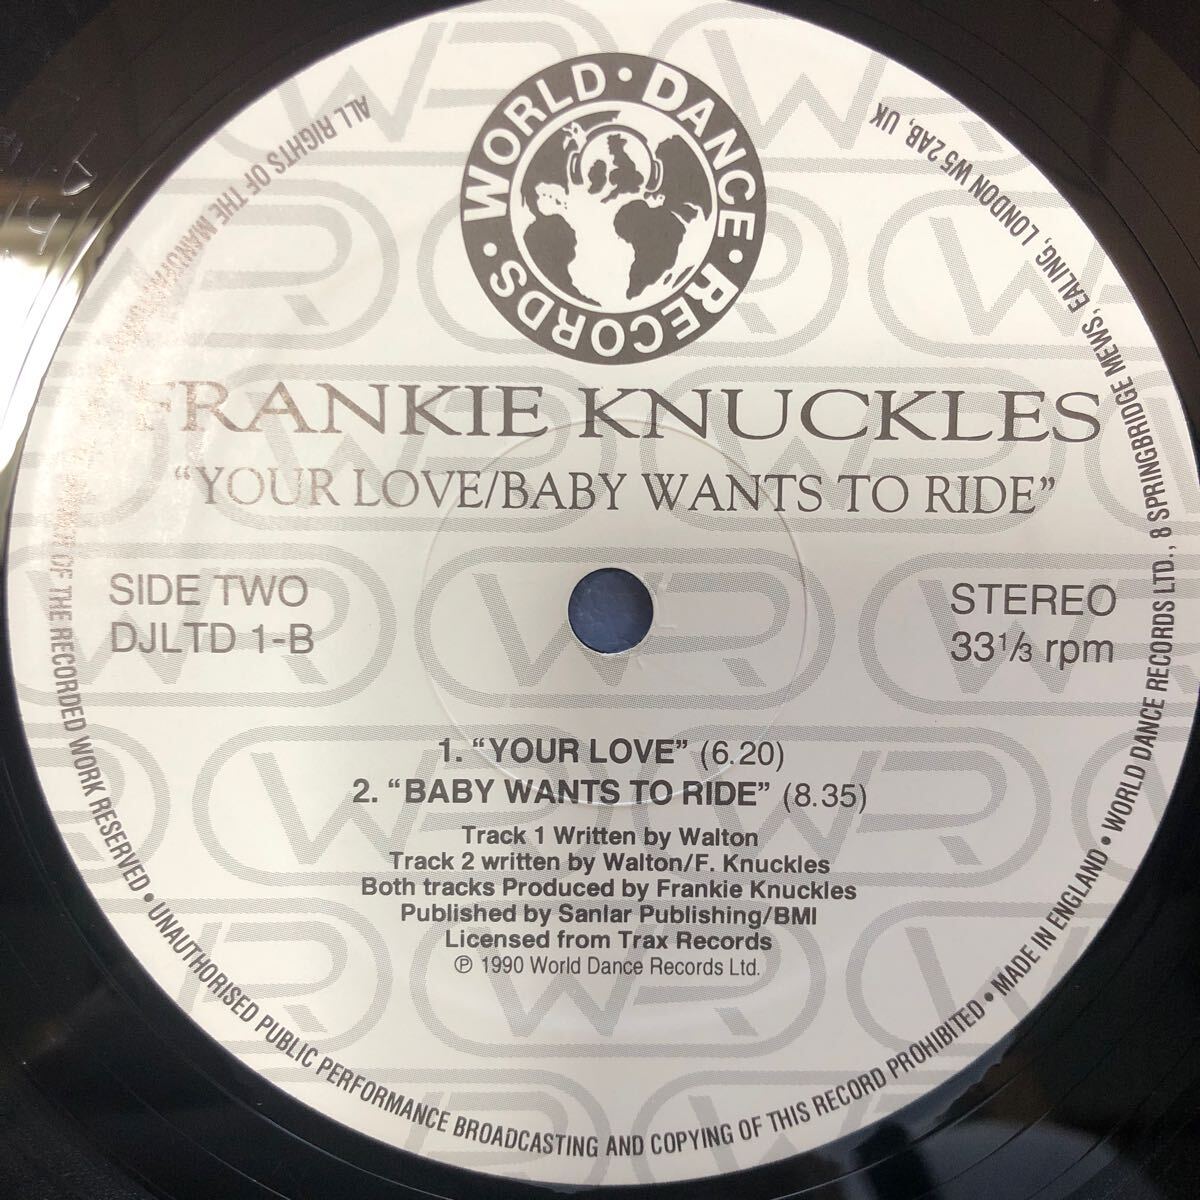 WORLD • DANCE • RECORDS •
FRANKIE KNUCKLES
“YOUR LOVE/BABY WANTS TO RIDE”
SIDE TWO
DJLTD 1-B
STEREO
33 1/3 rpm
1. “YOUR LOVE” (6.20)
2. “BABY WANTS TO RIDE” (8.35)
Track 1 Written by Walton
Track 2 written by Walton/F. Knuckles
Both tracks Produced by Frankie Knuckles
Published by Sanlar Publishing/BMI
Licensed from Trax Records
℗ 1990 World Dance Records Ltd.
ALL RIGHTS OF THE OF THE RECORDED WORK RESERVED • UNAUTHORISED PUBLIC PERFORMANCE BROADCASTING AND COPYING OF THIS RECORD PROHIBITED • MADE IN ENGLAND • WORLD DANCE RECORDS LTD., 8 SPRINGBRIDGE MEWS, EALING, LONDON W5 2AB, UK